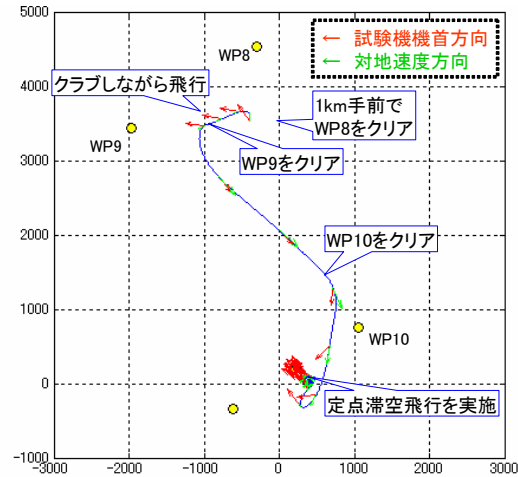 5000
4000
3000
2000
1000
0
-1000
-3000
-2000
-1000
0
1000
2000
3000
← 試験機機首方向
← 対地速度方向
WP8
クラブしながら飛行
1km手前で
WP8をクリア
WP9
WP9をクリア
WP10をクリア
WP10
定点滞空飛行を実施